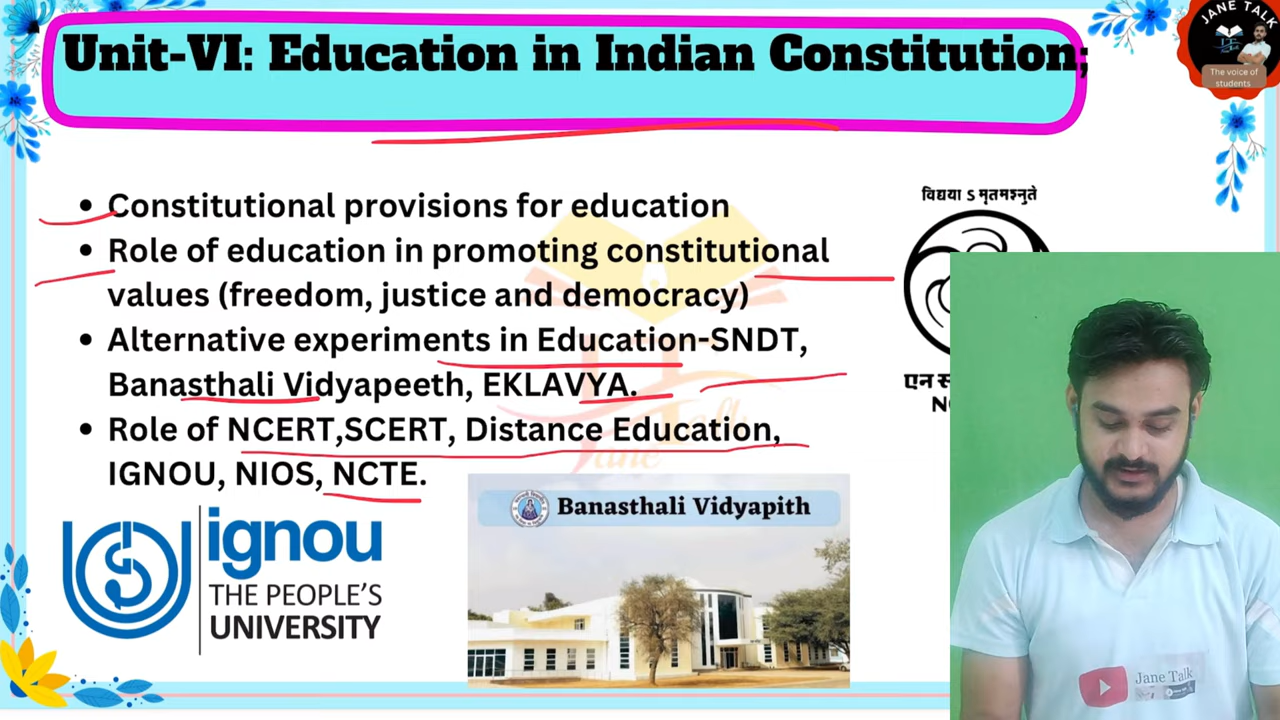 Unit-VI: Education in Indian Constitution;
JANE TALK
The voice of
students
Constitutional provisions for education
Role of education in promoting constitutional
values (freedom, justice and democracy)
Alternative experiments in Education-SNDT,
Banasthali Vidyapeeth, EKLAVYA.
Role of NCERT,SCERT, Distance Education,
IGNOU, NIOS, NCTE.
विद्यया ऽ मृतमश्नुते
एन स
ignou
THE PEOPLE'S
UNIVERSITY
Banasthali Vidyapith
Jane Talk